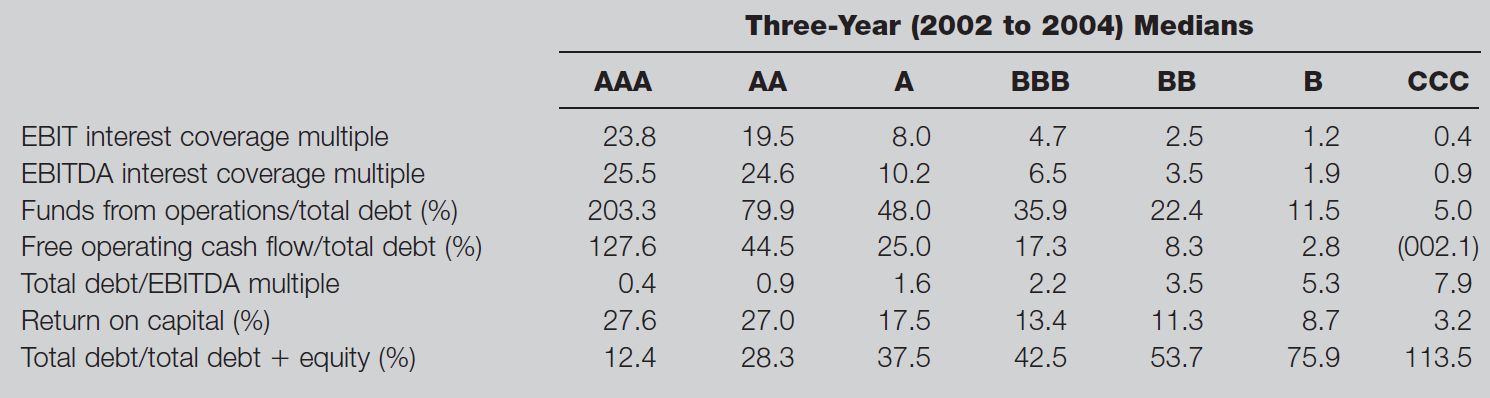 Three-Year (2002 to 2004) Medians
AAA AA A BBB BB B CCC
EBIT interest coverage multiple 23.8 19.5 8.0 4.7 2.5 1.2 0.4
EBITDA interest coverage multiple 25.5 24.6 10.2 6.5 3.5 1.9 0.9
Funds from operations/total debt (%) 203.3 79.9 48.0 35.9 22.4 11.5 5.0
Free operating cash flow/total debt (%) 127.6 44.5 25.0 17.3 8.3 2.8 (002.1)
Total debt/EBITDA multiple 0.4 0.9 1.6 2.2 3.5 5.3 7.9
Return on capital (%) 27.6 27.0 17.5 13.4 11.3 8.7 3.2
Total debt/total debt + equity (%) 12.4 28.3 37.5 42.5 53.7 75.9 113.5